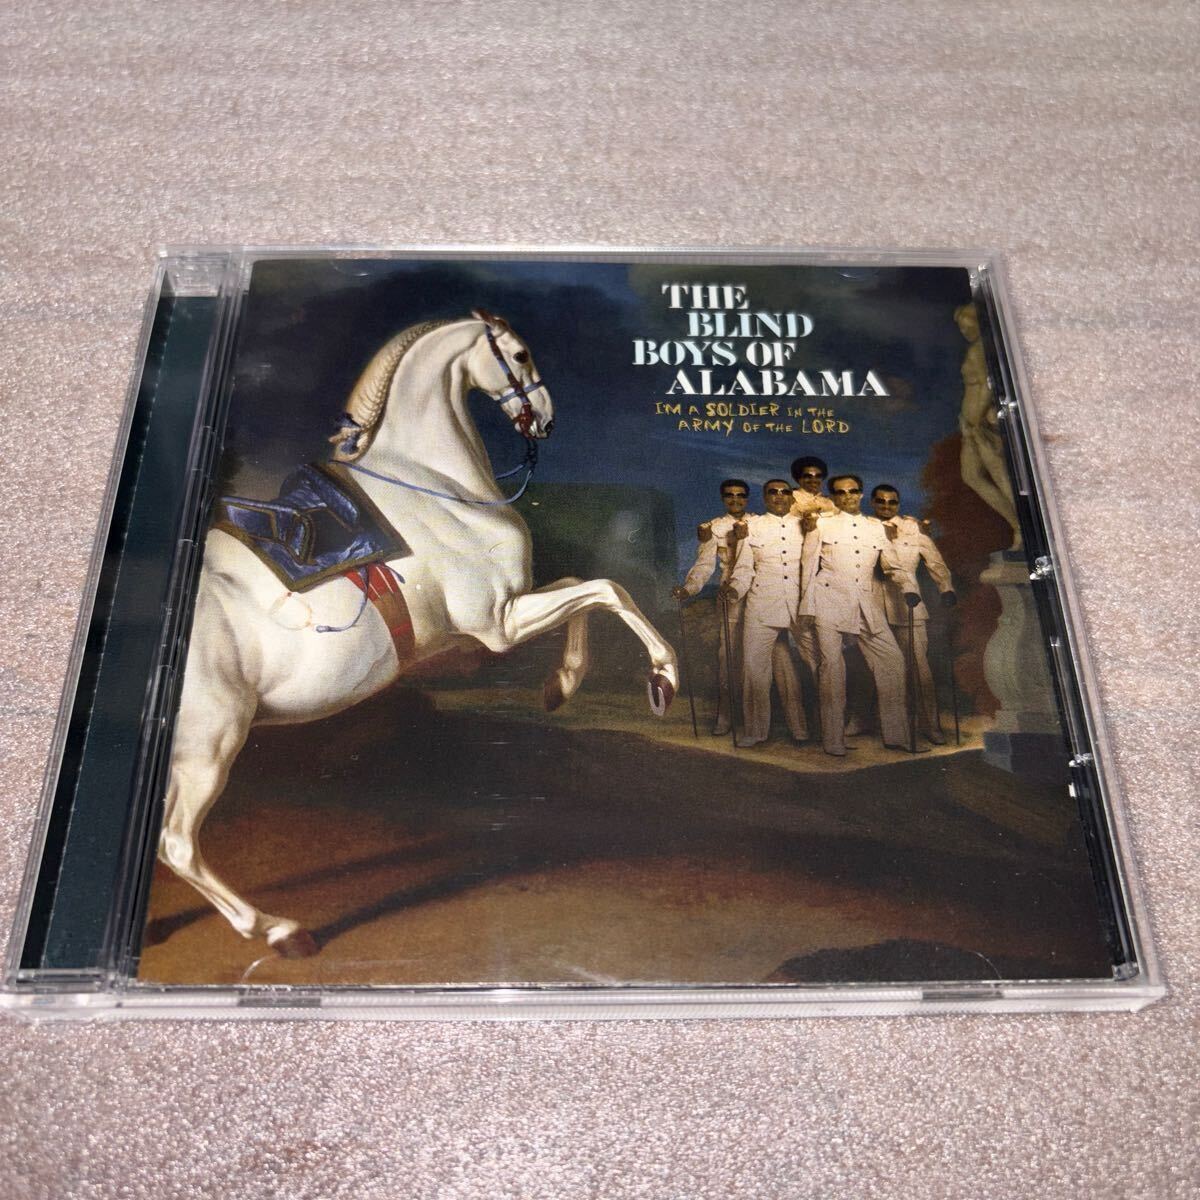 THE
BLIND
BOYS OF
ALABAMA
I'M A SOLDIER IN THE
ARMY OF THE LORD